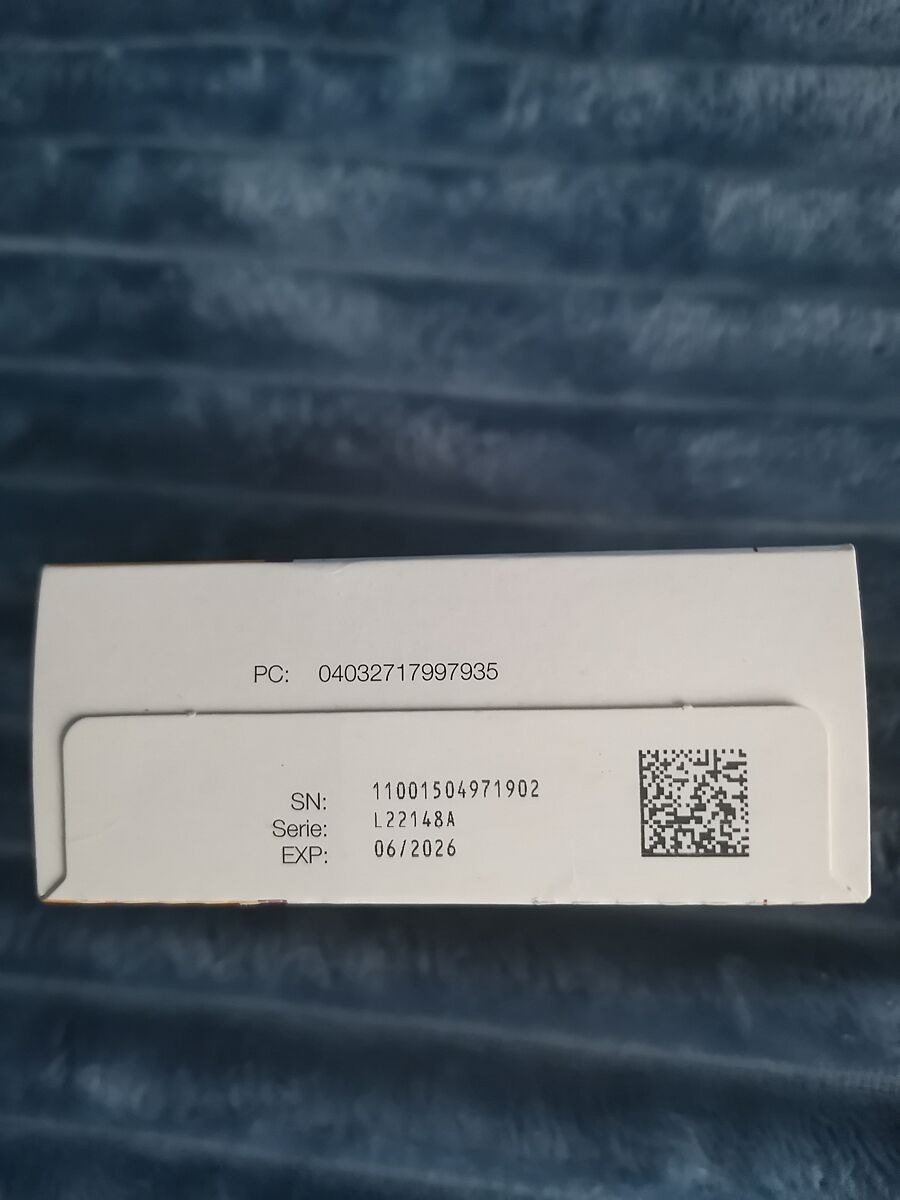 PC: 04032717997935
SN: 11001504971902
Serie: L22148A
EXP: 06/2026